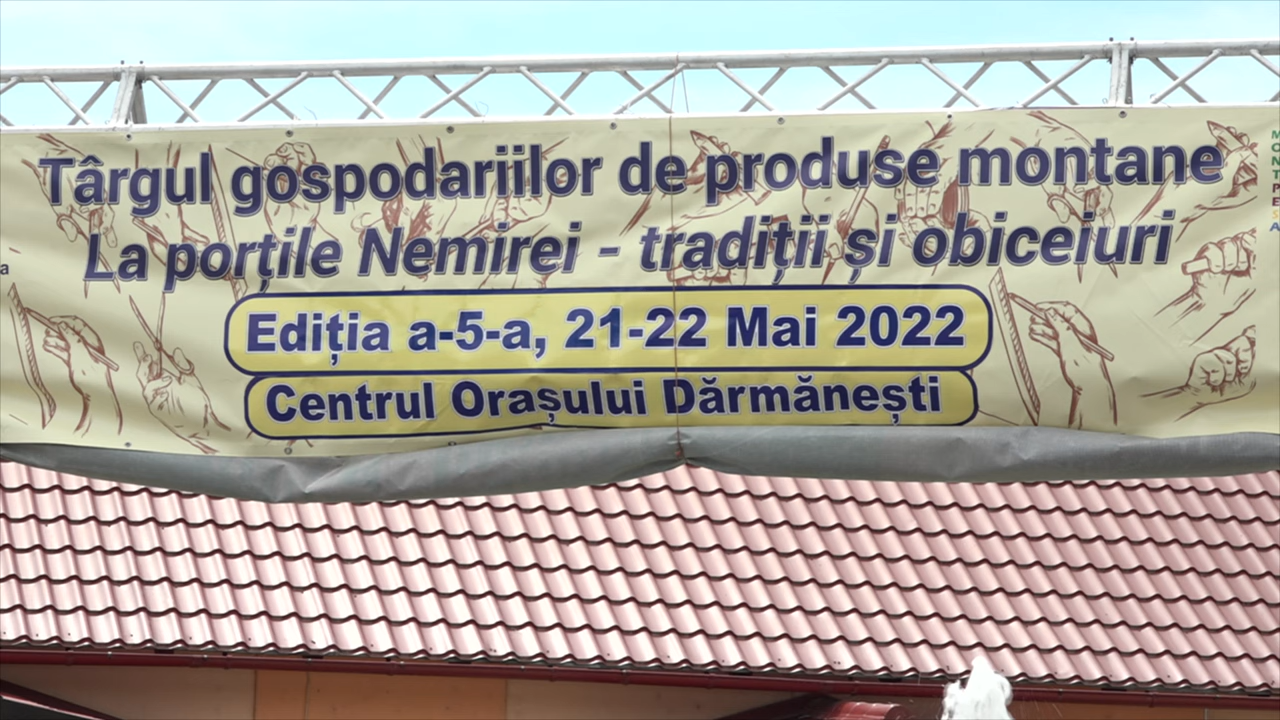 Târgul gospodariilor de produse montane
La porțile Nemirei - tradiții și obiceiuri
Ediția a-5-a, 21-22 Mai 2022
Centrul Orașului Dărmănești